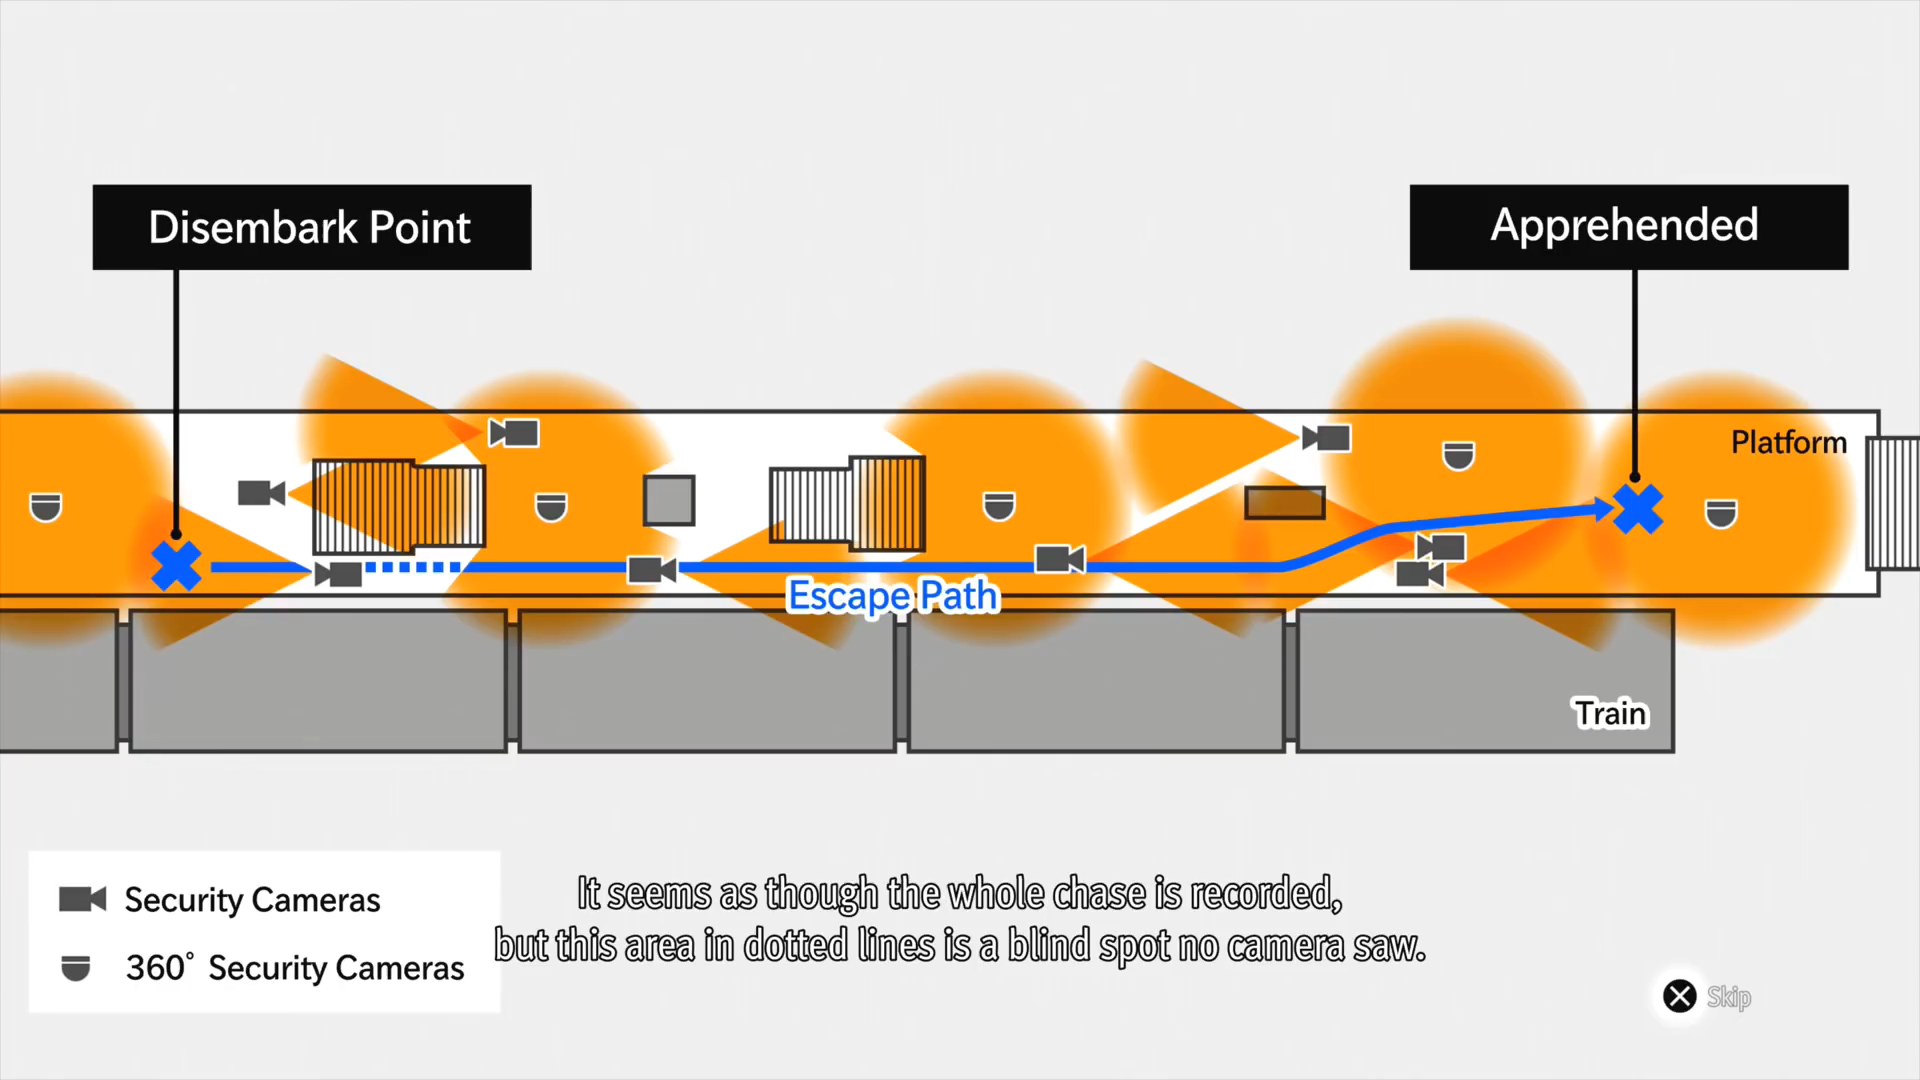 Disembark Point
Apprehended
Platform
Escape Path
Train
Security Cameras
360° Security Cameras
It seems as though the whole chase is recorded,
but this area in dotted lines is a blind spot no camera saw.
Skip